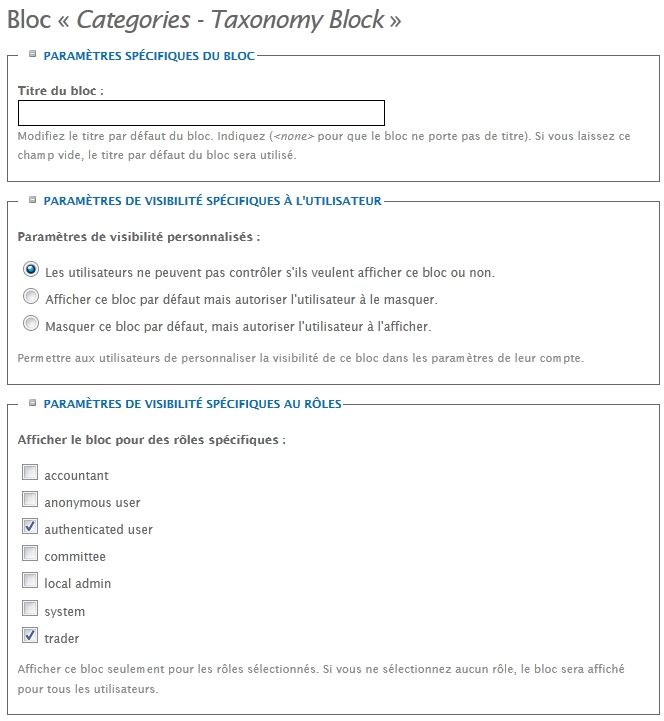 Bloc « Categories - Taxonomy Block »
PARAMÈTRES SPÉCIFIQUES DU BLOC
Titre du bloc :
Modifiez le titre par défaut du bloc. Indiquez (<none> pour que le bloc ne porte pas de titre). Si vous laissez ce
champ vide, le titre par défaut du bloc sera utilisé.
PARAMÈTRES DE VISIBILITÉ SPÉCIFIQUES À L'UTILISATEUR
Paramètres de visibilité personnalisés :
Les utilisateurs ne peuvent pas contrôler s'ils veulent afficher ce bloc ou non.
Afficher ce bloc par défaut mais autoriser l'utilisateur à le masquer.
Masquer ce bloc par défaut, mais autoriser l'utilisateur à l'afficher.
Permettre aux utilisateurs de personnaliser la visibilité de ce bloc dans les paramètres de leur compte.
PARAMÈTRES DE VISIBILITÉ SPÉCIFIQUES AU RÔLES
Afficher le bloc pour des rôles spécifiques :
accountant
anonymous user
authenticated user
committee
local admin
system
trader
Afficher ce bloc seulement pour les rôles sélectionnés. Si vous ne sélectionnez aucun rôle, le bloc sera affiché
pour tous les utilisateurs.